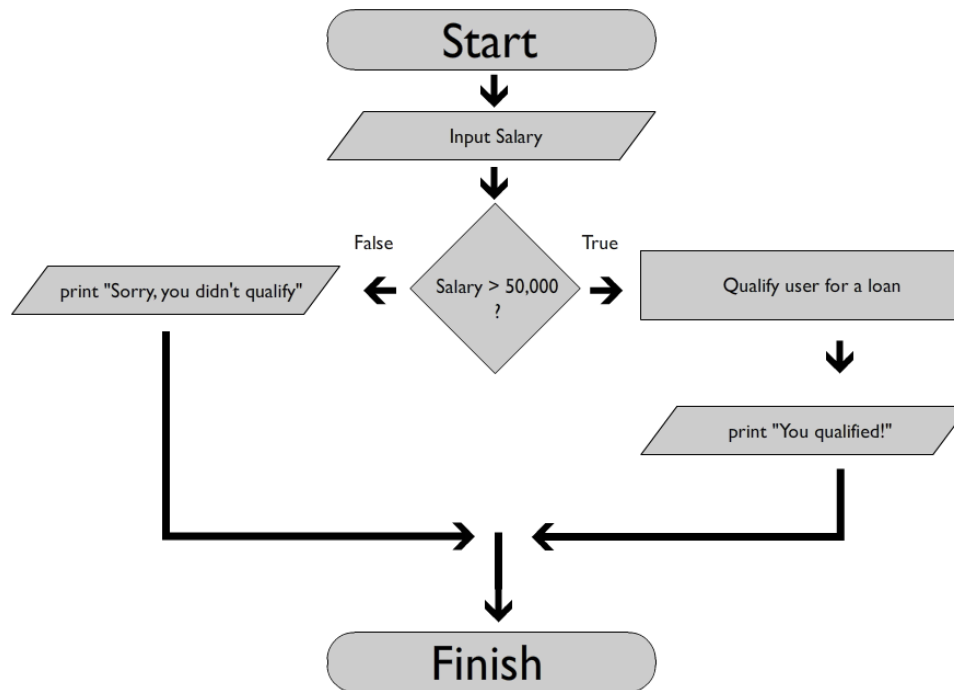 Start
Input Salary
False
True
print "Sorry, you didn't qualify"
Salary > 50,000
?
Qualify user for a loan
print "You qualified!"
Finish